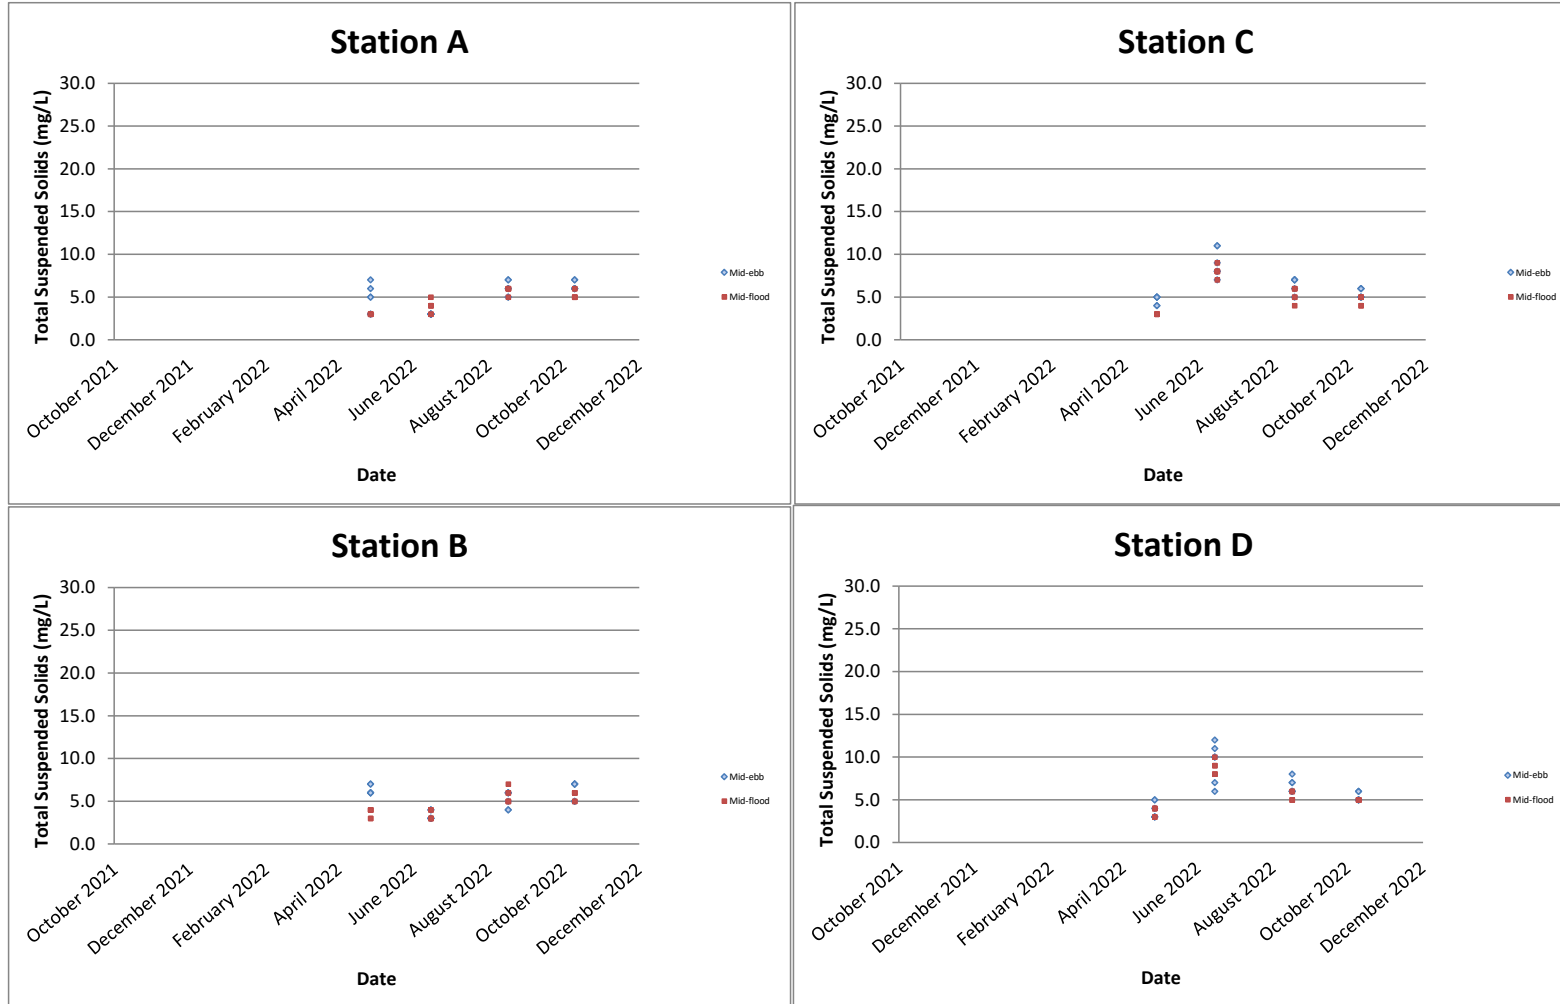 Station A
Total Suspended Solids (mg/L)
30.0
25.0
20.0
15.0
10.0
5.0
0.0
October 2021
December 2021
February 2022
April 2022
June 2022
August 2022
October 2022
December 2022
Date
Mid-ebb
Mid-flood
Station C
Total Suspended Solids (mg/L)
30.0
25.0
20.0
15.0
10.0
5.0
0.0
October 2021
December 2021
February 2022
April 2022
June 2022
August 2022
October 2022
December 2022
Date
Mid-ebb
Mid-flood
Station B
Total Suspended Solids (mg/L)
30.0
25.0
20.0
15.0
10.0
5.0
0.0
October 2021
December 2021
February 2022
April 2022
June 2022
August 2022
October 2022
December 2022
Date
Mid-ebb
Mid-flood
Station D
Total Suspended Solids (mg/L)
30.0
25.0
20.0
15.0
10.0
5.0
0.0
October 2021
December 2021
February 2022
April 2022
June 2022
August 2022
October 2022
December 2022
Date
Mid-ebb
Mid-flood